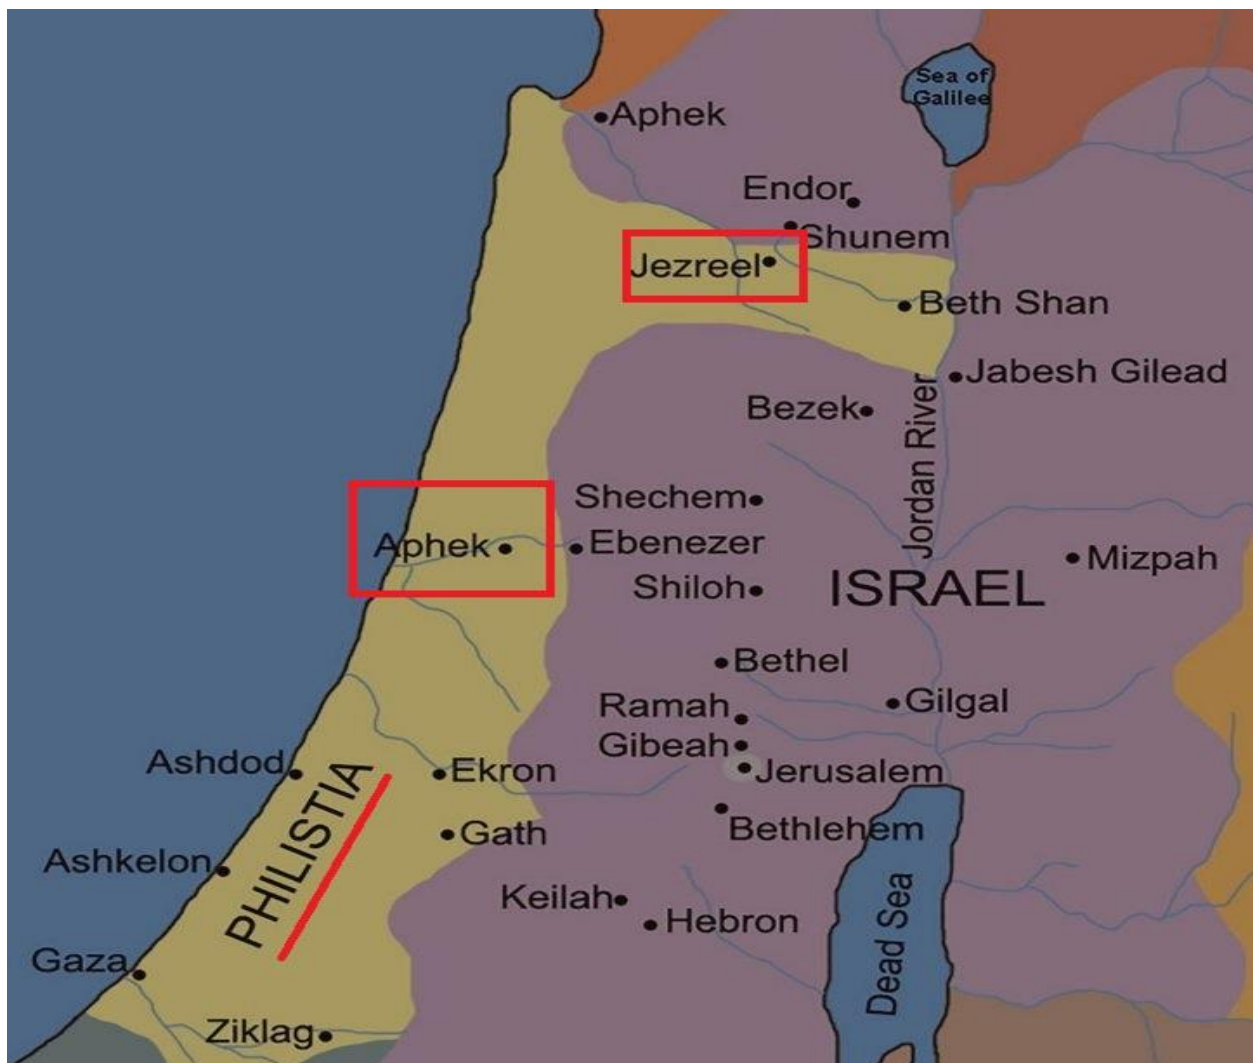 Sea of
Galilee
Aphek
Endor
Shunem
Jezreel
Beth Shan
Jabesh Gilead
Bezek
Jordan River
Shechem
Aphek
Ebenezer
Mizpah
Shiloh
ISRAEL
Bethel
Gilgal
Ramah
Gibeah
Ashdod
PHILISTIA
Ekron
Jerusalem
Gath
Bethlehem
Ashkelon
Keilah
Hebron
Dead Sea
Gaza
Ziklag